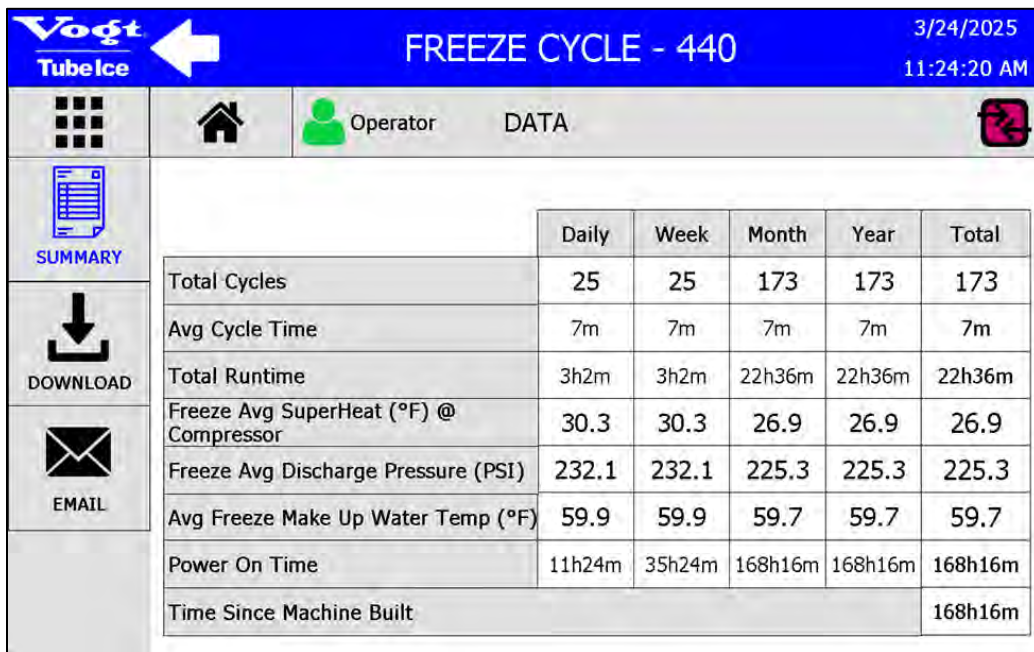 Vogt
TubeIce
FREEZE CYCLE - 440
3/24/2025
11:24:20 AM
Operator
DATA
SUMMARY
DOWNLOAD
EMAIL
Daily Week Month Year Total
Total Cycles 25 25 173 173 173
Avg Cycle Time 7m 7m 7m 7m 7m
Total Runtime 3h2m 3h2m 22h36m 22h36m 22h36m
Freeze Avg SuperHeat (°F) @
Compressor 30.3 30.3 26.9 26.9 26.9
Freeze Avg Discharge Pressure (PSI) 232.1 232.1 225.3 225.3 225.3
Avg Freeze Make Up Water Temp (°F) 59.9 59.9 59.7 59.7 59.7
Power On Time 11h24m 35h24m 168h16m 168h16m 168h16m
Time Since Machine Built 168h16m